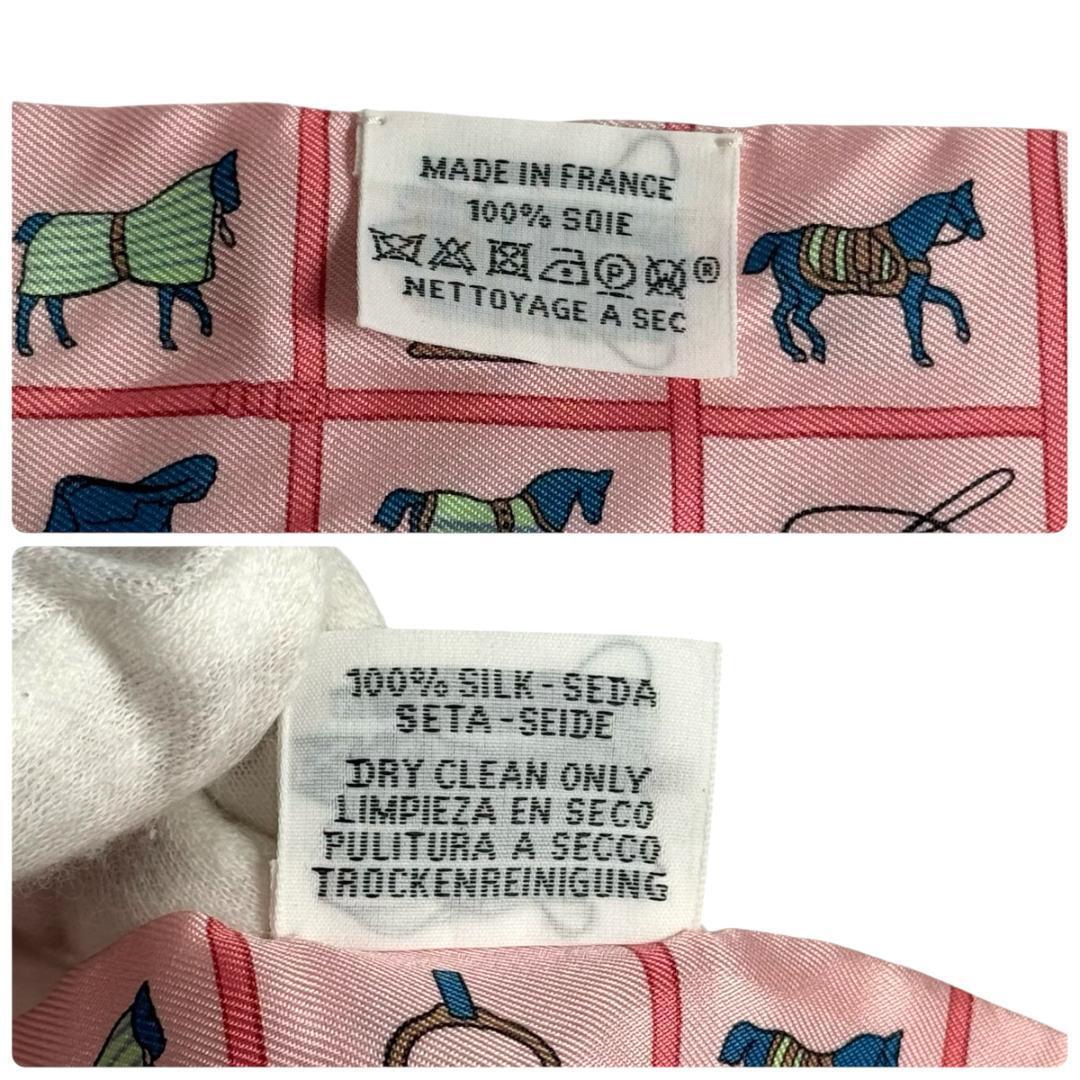 MADE IN FRANCE
100% SOIE
P ®
NETTOYAGE A SEC
100% SILK - SEDA
SETA - SEIDE
DRY CLEAN ONLY
LIMPIEZA EN SECO
PULITURA A SECCO
TROCKENREINIGUNG